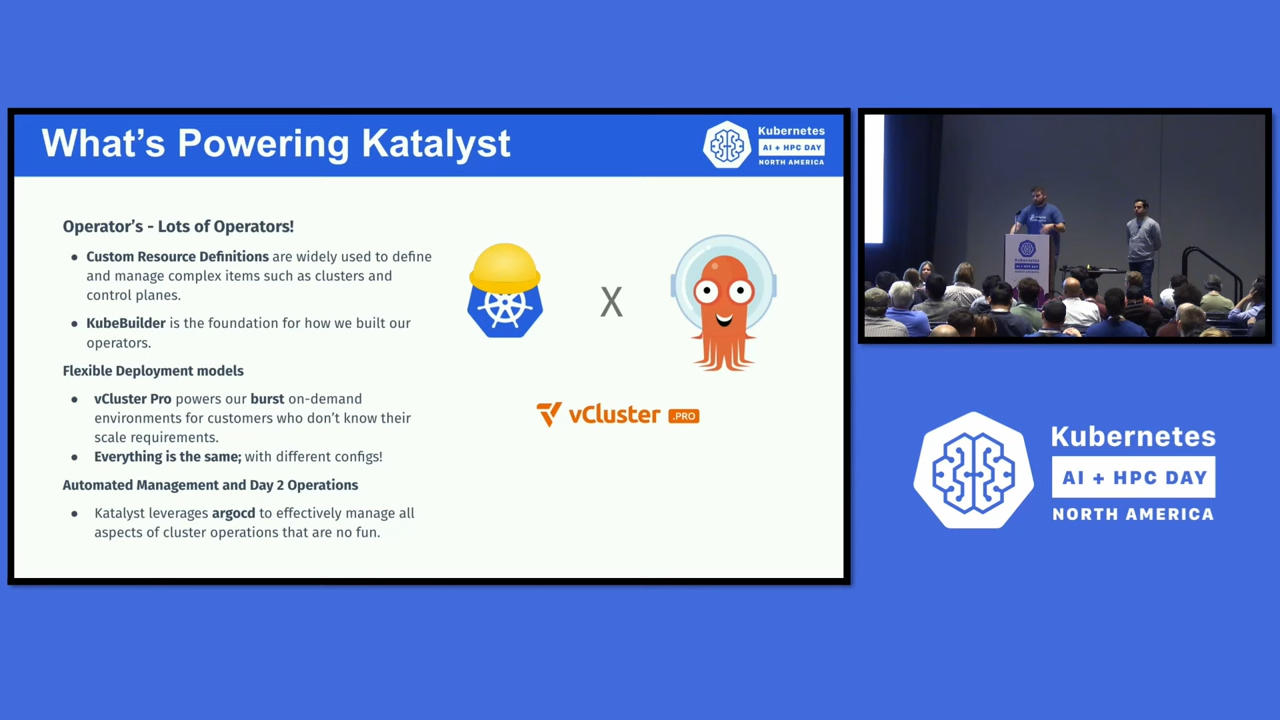 What's Powering Katalyst
Kubernetes
AI + HPC DAY
NORTH AMERICA
Operator's - Lots of Operators!
● Custom Resource Definitions are widely used to define
and manage complex items such as clusters and
control planes.
● KubeBuilder is the foundation for how we built our
operators.
Flexible Deployment models
● vCluster Pro powers our burst on-demand
environments for customers who don't know their
scale requirements.
● Everything is the same; with different configs!
Automated Management and Day 2 Operations
● Katalyst leverages argocd to effectively manage all
aspects of cluster operations that are no fun.
X
vCluster .PRO
Kubernetes
AI + HPC DAY
NORTH AMERICA